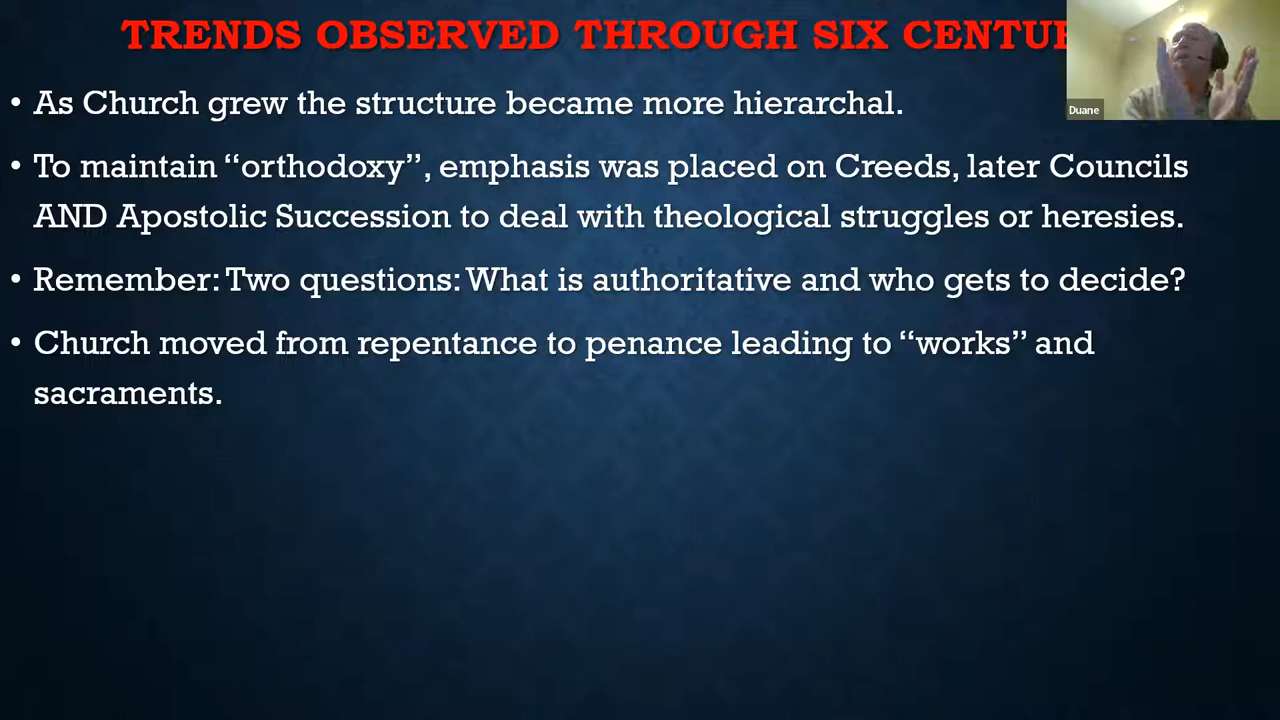 TRENDS OBSERVED THROUGH SIX
• As Church grew the structure became more hierarchal.
• To maintain “orthodoxy”, emphasis was placed on Creeds, later Councils
AND Apostolic Succession to deal with theological struggles or heresies.
• Remember: Two questions: What is authoritative and who gets to decide?
• Church moved from repentance to penance leading to “works” and
sacraments.
Duane